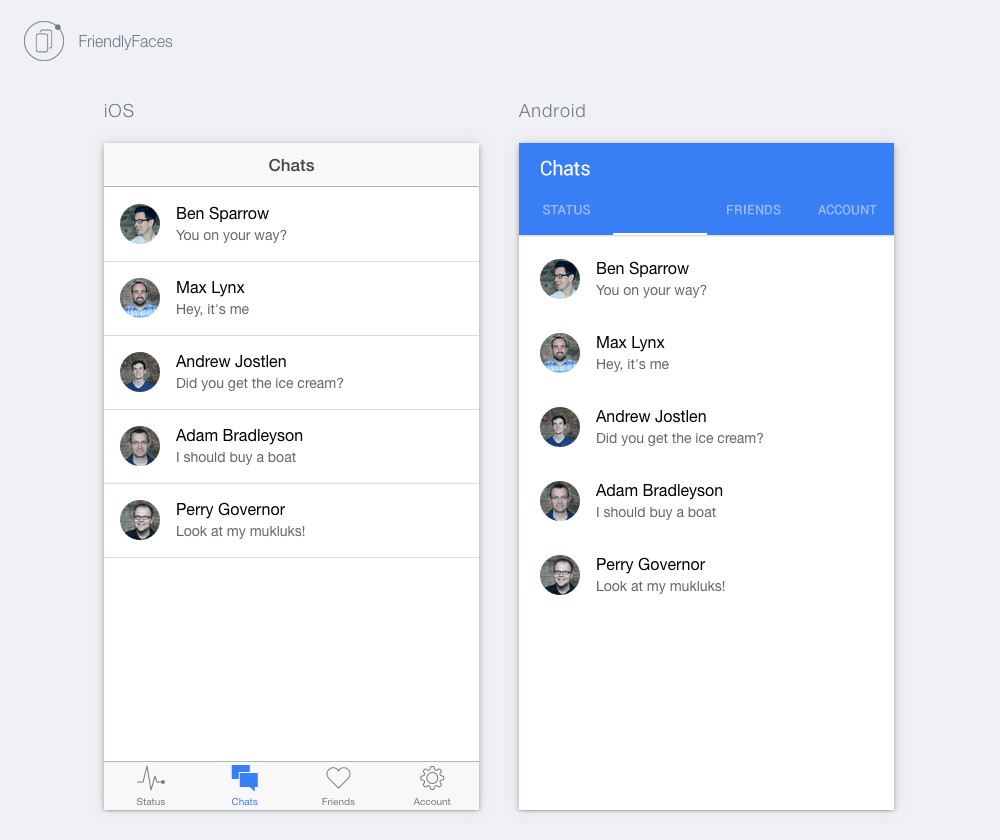 FriendlyFaces
iOS
Chats
Ben Sparrow
You on your way?
Max Lynx
Hey, it's me
Andrew Jostlen
Did you get the ice cream?
Adam Bradleyson
I should buy a boat
Perry Governor
Look at my mukluks!
Status
Chats
Friends
Account
Android
Chats
STATUS
FRIENDS
ACCOUNT
Ben Sparrow
You on your way?
Max Lynx
Hey, it's me
Andrew Jostlen
Did you get the ice cream?
Adam Bradleyson
I should buy a boat
Perry Governor
Look at my mukluks!